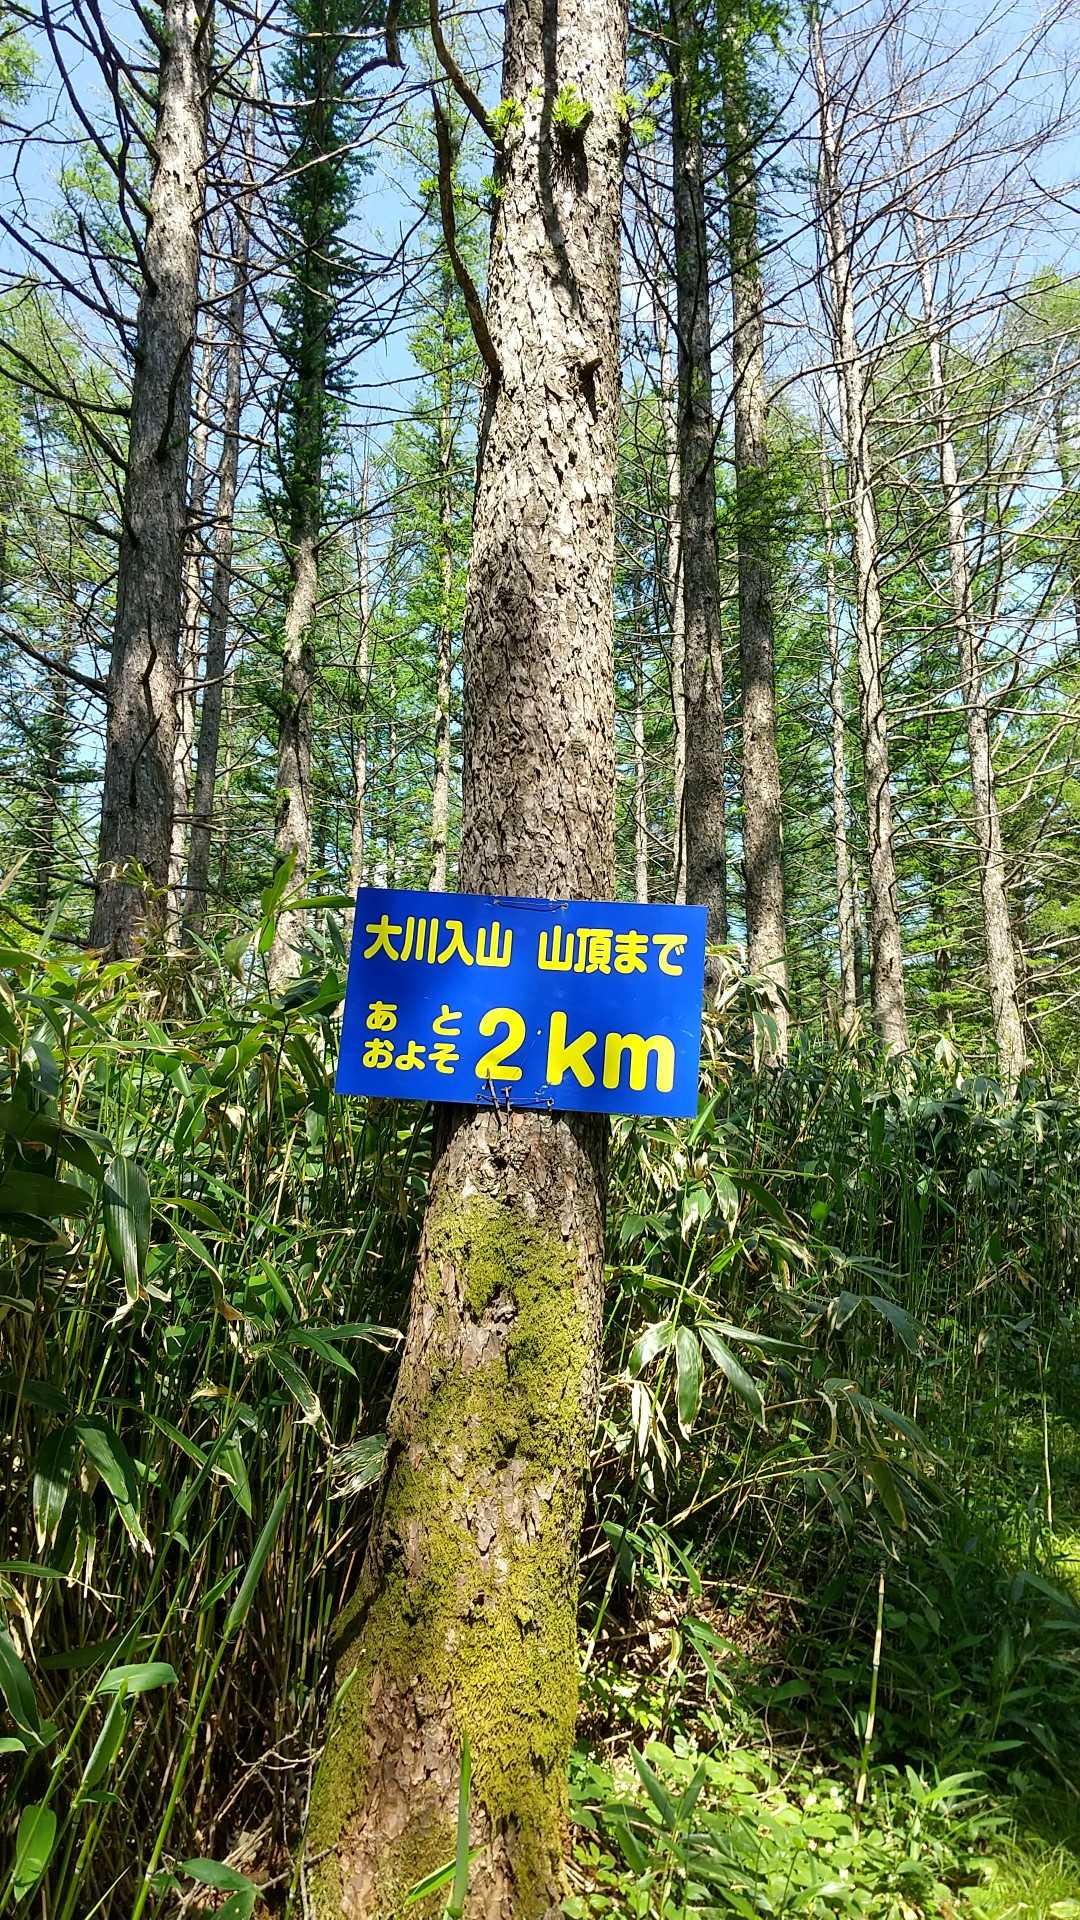 大川入山 山頂まで
あと
およそ 2km